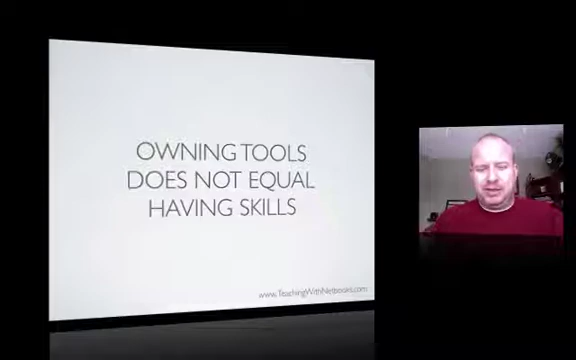 OWNING TOOLS
DOES NOT EQUAL
HAVING SKILLS
www.TeachingWithNetbooks.com